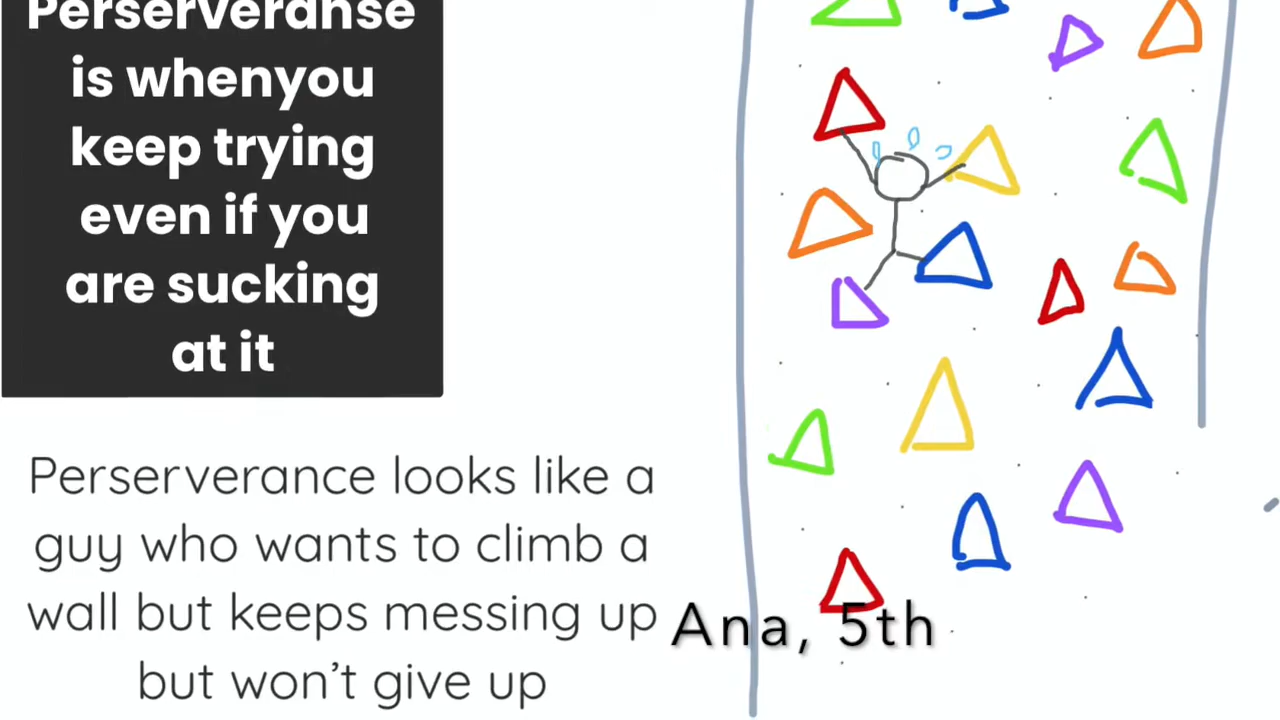 Perserveranse
is whenyou
keep trying
even if you
are sucking
at it
Perserverance looks like a
guy who wants to climb a
wall but keeps messing up
but won't give up
Ana, 5th